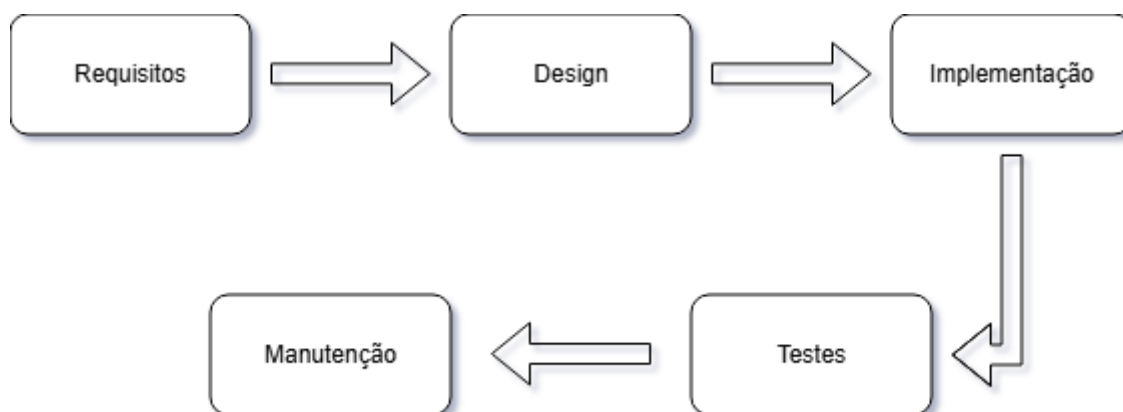 Requisitos
Design
Implementação
Manutenção
Testes